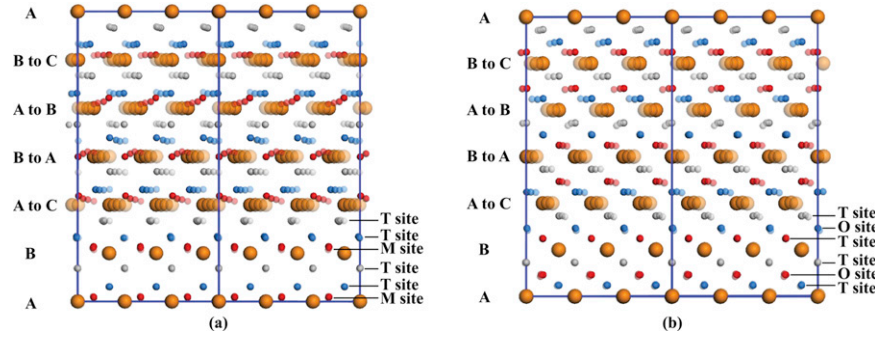 A
B to C
A to B
B to A
A to C
B
A
T site
T site
M site
T site
T site
M site
(a)
A
B to C
A to B
B to A
A to C
B
A
T site
O site
T site
T site
O site
T site
(b)